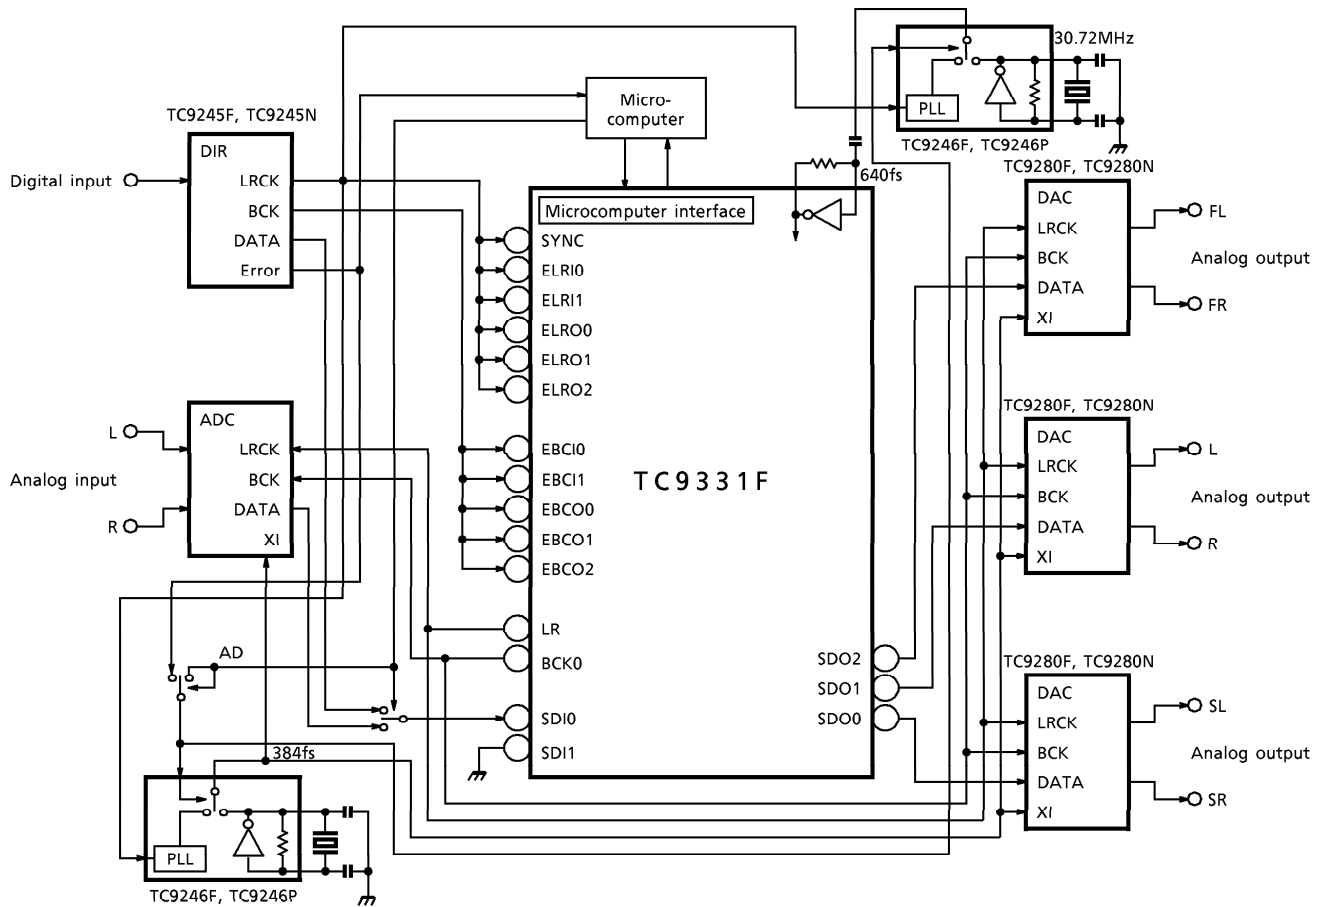 30.72MHz
PLL
TC9246F, TC9246P
Micro-
computer
TC9245F, TC9245N
DIR
LRCK
BCK
DATA
Error
Digital input
640fs
Microcomputer interface
SYNC
ELRI0
ELRI1
ELRO0
ELRO1
ELRO2
EBCI0
EBCI1
EBCO0
EBCO1
EBCO2
LR
BCK0
SDI0
SDI1
TC9331F
SDO2
SDO1
SDO0
TC9280F, TC9280N
DAC
LRCK
BCK
DATA
XI
FL
Analog output
FR
ADC
LRCK
BCK
DATA
XI
L
Analog input
R
TC9280F, TC9280N
DAC
LRCK
BCK
DATA
XI
L
Analog output
R
AD
384fs
TC9280F, TC9280N
DAC
LRCK
BCK
DATA
XI
SL
Analog output
SR
PLL
TC9246F, TC9246P